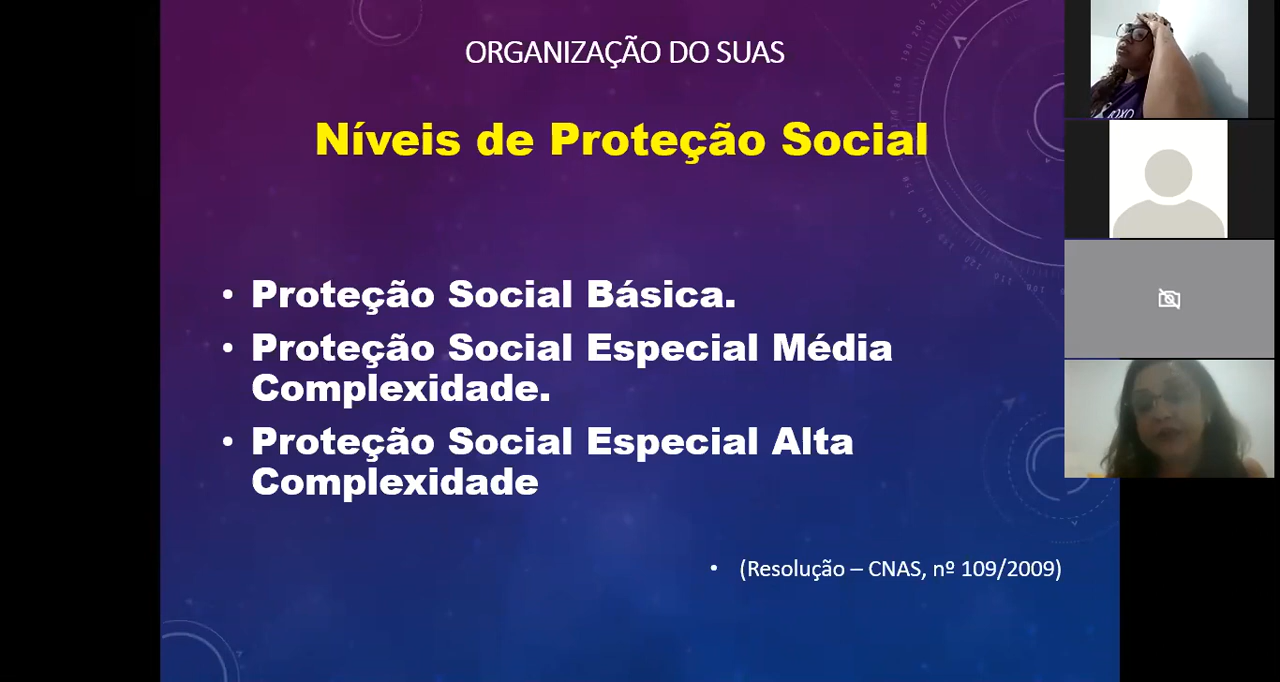 ORGANIZAÇÃO DO SUAS
Níveis de Proteção Social
• Proteção Social Básica.
• Proteção Social Especial Média
Complexidade.
• Proteção Social Especial Alta
Complexidade
• (Resolução – CNAS, nº 109/2009)